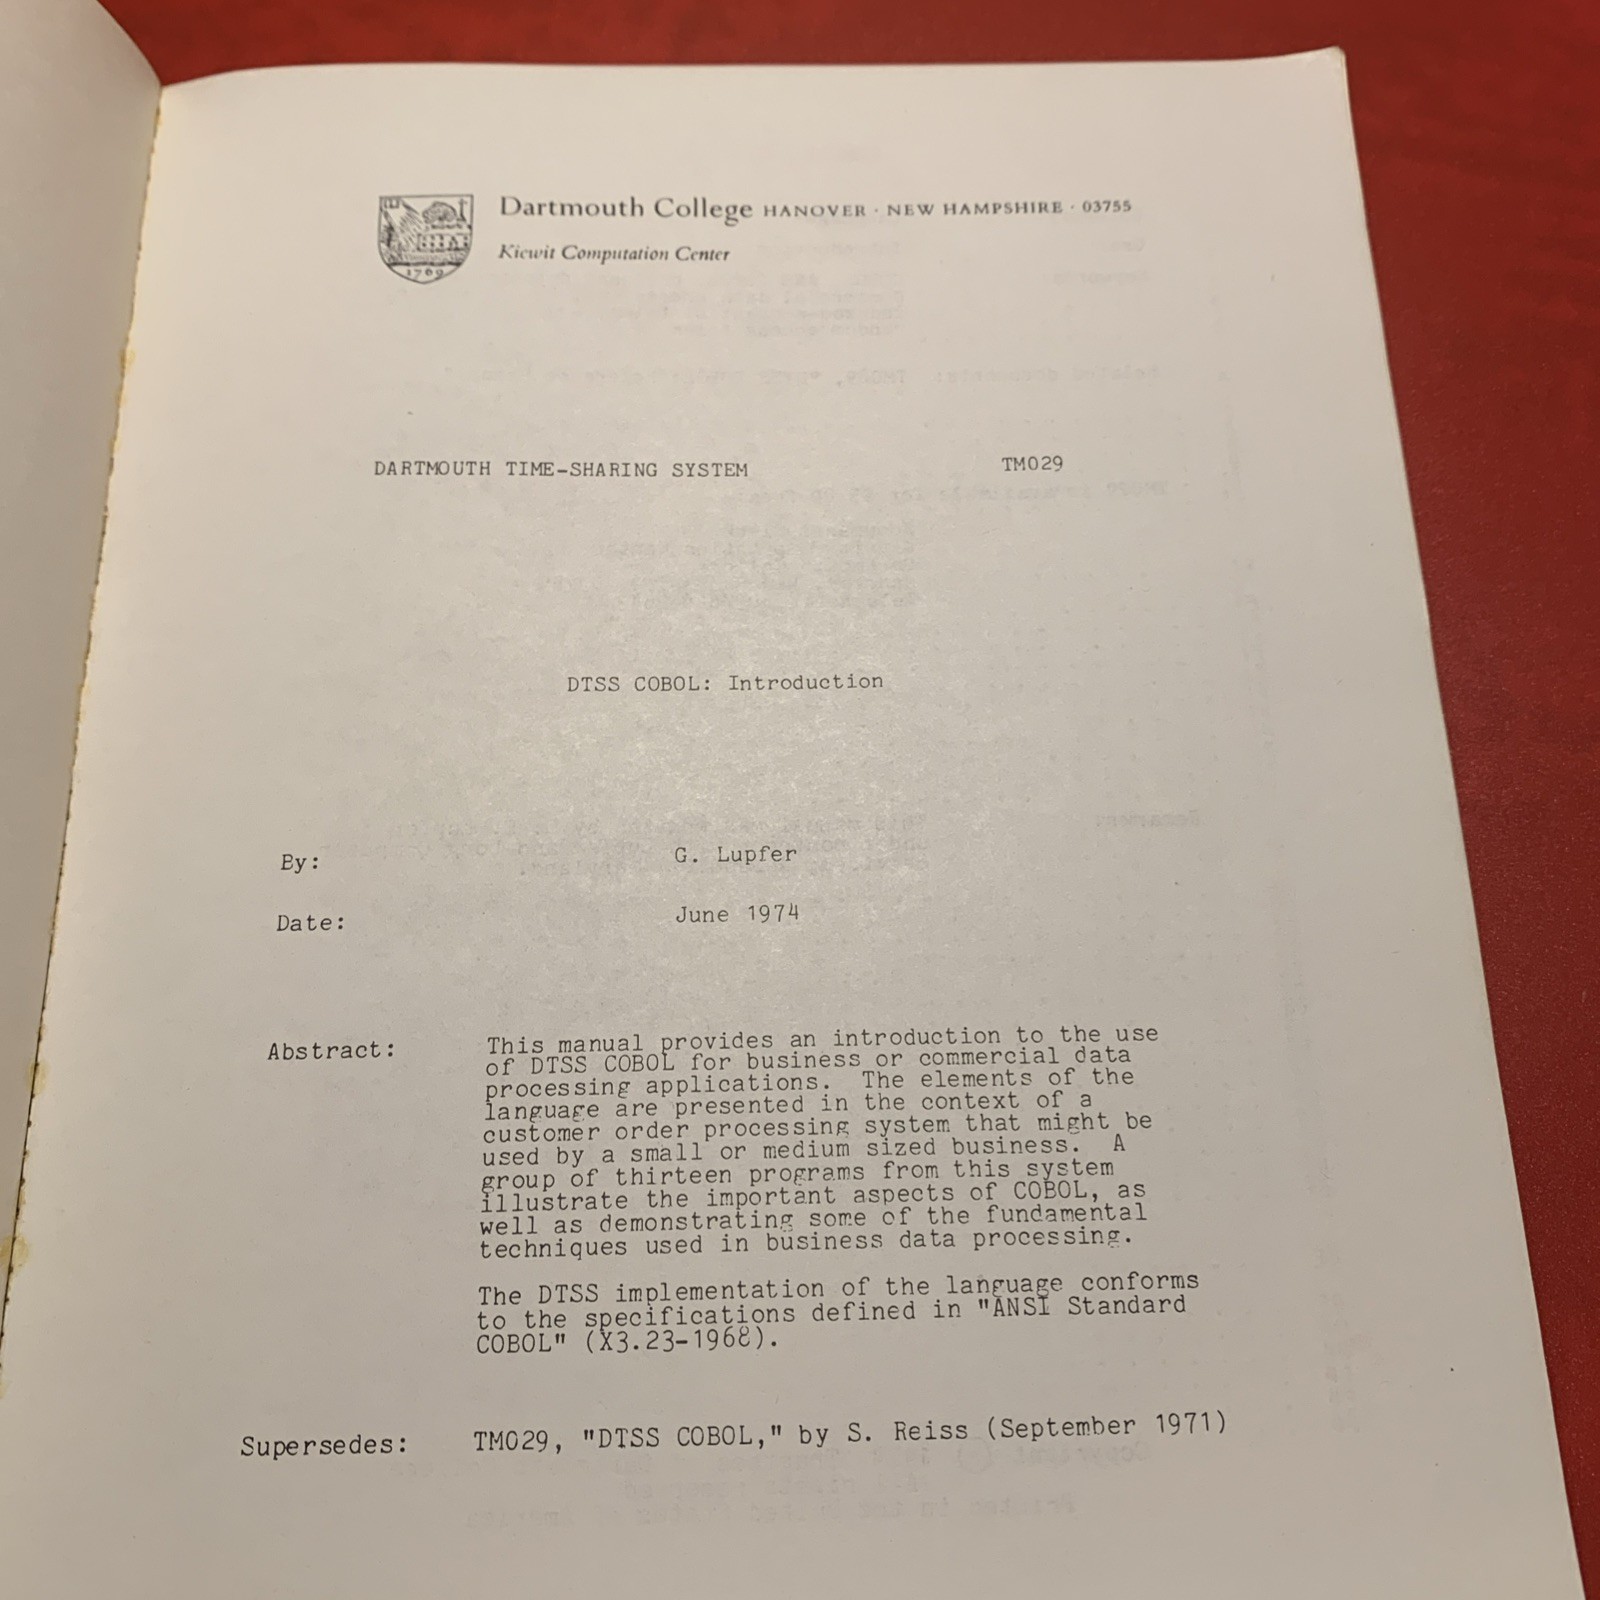 Dartmouth College HANOVER · NEW HAMPSHIRE · 03755
Kiewit Computation Center
1769
DARTMOUTH TIME-SHARING SYSTEM TM029
DTSS COBOL: Introduction
By: G. Lupfer
Date: June 1974
Abstract: This manual provides an introduction to the use
of DTSS COBOL for business or commercial data
processing applications. The elements of the
language are presented in the context of a
customer order processing system that might be
used by a small or medium sized business. A
group of thirteen programs from this system
illustrate the important aspects of COBOL, as
well as demonstrating some of the fundamental
techniques used in business data processing.
The DTSS implementation of the language conforms
to the specifications defined in "ANSI Standard
COBOL" (X3.23-1968).
Supersedes: TM029, "DTSS COBOL," by S. Reiss (September 1971)